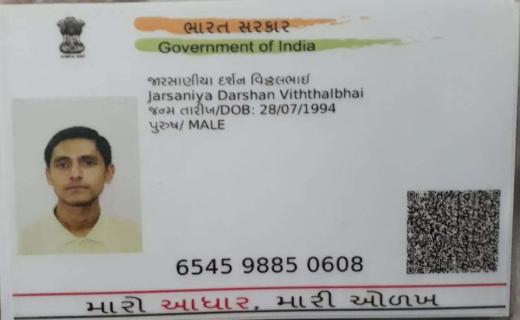 ભારત સરકાર
Government of India
જારસાણીયા દર્શન વિઠ્ઠલભાઈ
Jarsaniya Darshan Viththalbhai
જન્મ તારીખ/DOB: 28/07/1994
પુરુષ/ MALE
6545 9885 0608
મારો આધાર, મારી ઓળખ